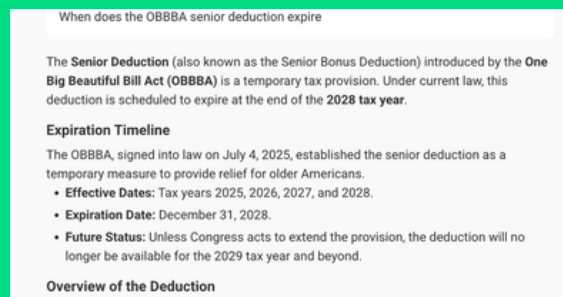 When does the OBBBA senior deduction expire
The Senior Deduction (also known as the Senior Bonus Deduction) introduced by the One
Big Beautiful Bill Act (OBBBA) is a temporary tax provision. Under current law, this
deduction is scheduled to expire at the end of the 2028 tax year.
Expiration Timeline
The OBBBA, signed into law on July 4, 2025, established the senior deduction as a
temporary measure to provide relief for older Americans.
• Effective Dates: Tax years 2025, 2026, 2027, and 2028.
• Expiration Date: December 31, 2028.
• Future Status: Unless Congress acts to extend the provision, the deduction will no
longer be available for the 2029 tax year and beyond.
Overview of the Deduction